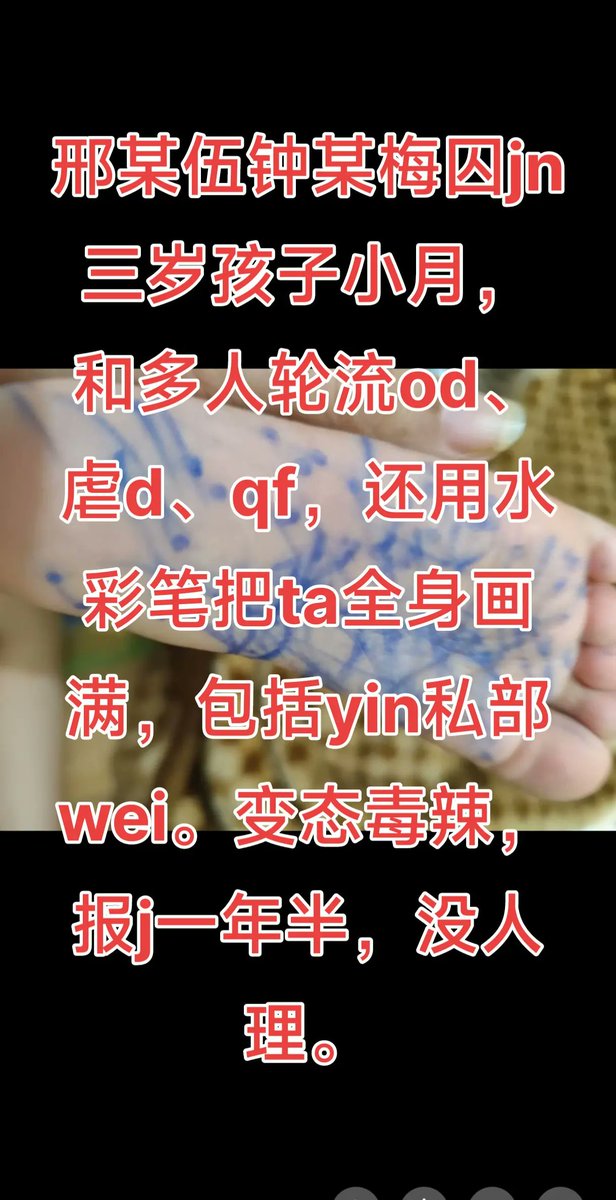 邢某伍钟某梅囚jn
三岁孩子小月，
和多人轮流od、
虐d、qf，还用水
彩笔把ta全身画
满，包括yin私部
wei。变态毒辣，
报j一年半，没人
理。